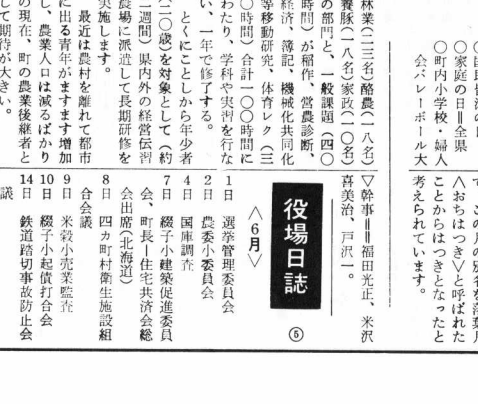 〇家庭の日＝全県
〇町内小学校・婦人
会バレーボール大
〈おちはつき〉と呼ばれた
ことからはつきとなったと
考えられています。
林業（二三名）酪農（一八名）
養豚（一八名）家政（一〇名）
の部門と、一般課題（四〇
時間）が稲作、営農診断、
経済、簿記、機械化共同化
等移動研究、体育レク（三
〇時間）合計一〇〇時間に
わたり、学科や実習を行な
い、一年で修了する。
とくにことしから年少者
（二〇歳）を対象として（約
二週間）県内外の経営伝習
農場に派遣して長期研修を
実施します。
最近は農村を離れて都市
に出る青年がますます増加
し、農業人口は減るばかり
の現在、町の農業後継者と
して期待が大きい。
▽幹事＝福田光正、米沢
喜美治、戸沢一。
役場日誌
⑤
〈6月〉
1日　選挙管理委員会
2日　農委小委員会
4日　国庫調査
7日　綴子小建築促進委員
会、町長―住宅共済会総
会出席（北海道）
8日　四カ町村衛生施設組
合会議
9日　米穀小売業監査
10日　綴子小起債打合会
14日　鉄道踏切事故防止会
議